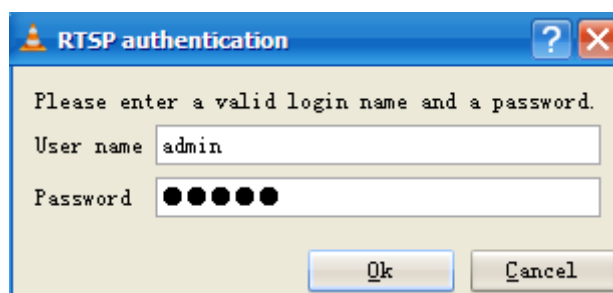 RTSP authentication
Please enter a valid login name and a password.
User name admin
Password ●●●●●
Ok Cancel